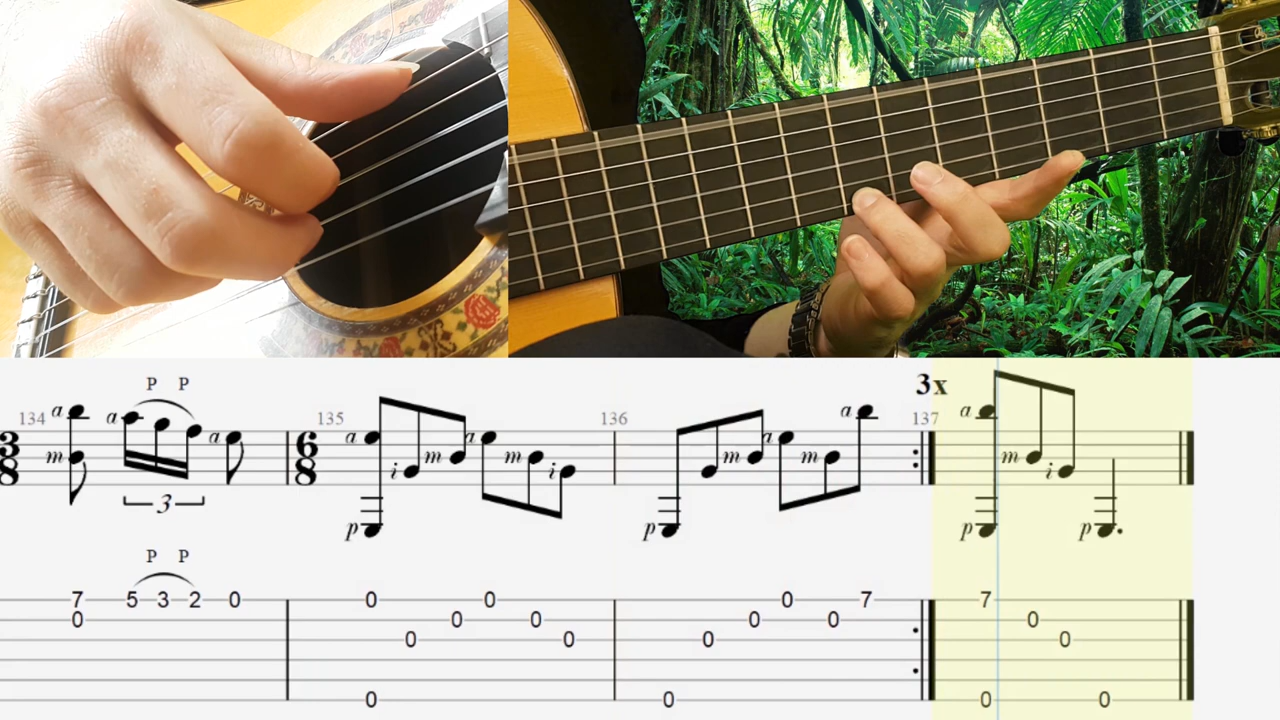 P P 3x
134 a a 135 136 a 137 a
3 8 m a 6 8 a i m a m i m a m m i
3 p p p p
P P
7 5 3 2 0 0 0 0 7 7
0 0 0 0 0 0
0 0 0 0
0 0 0 0